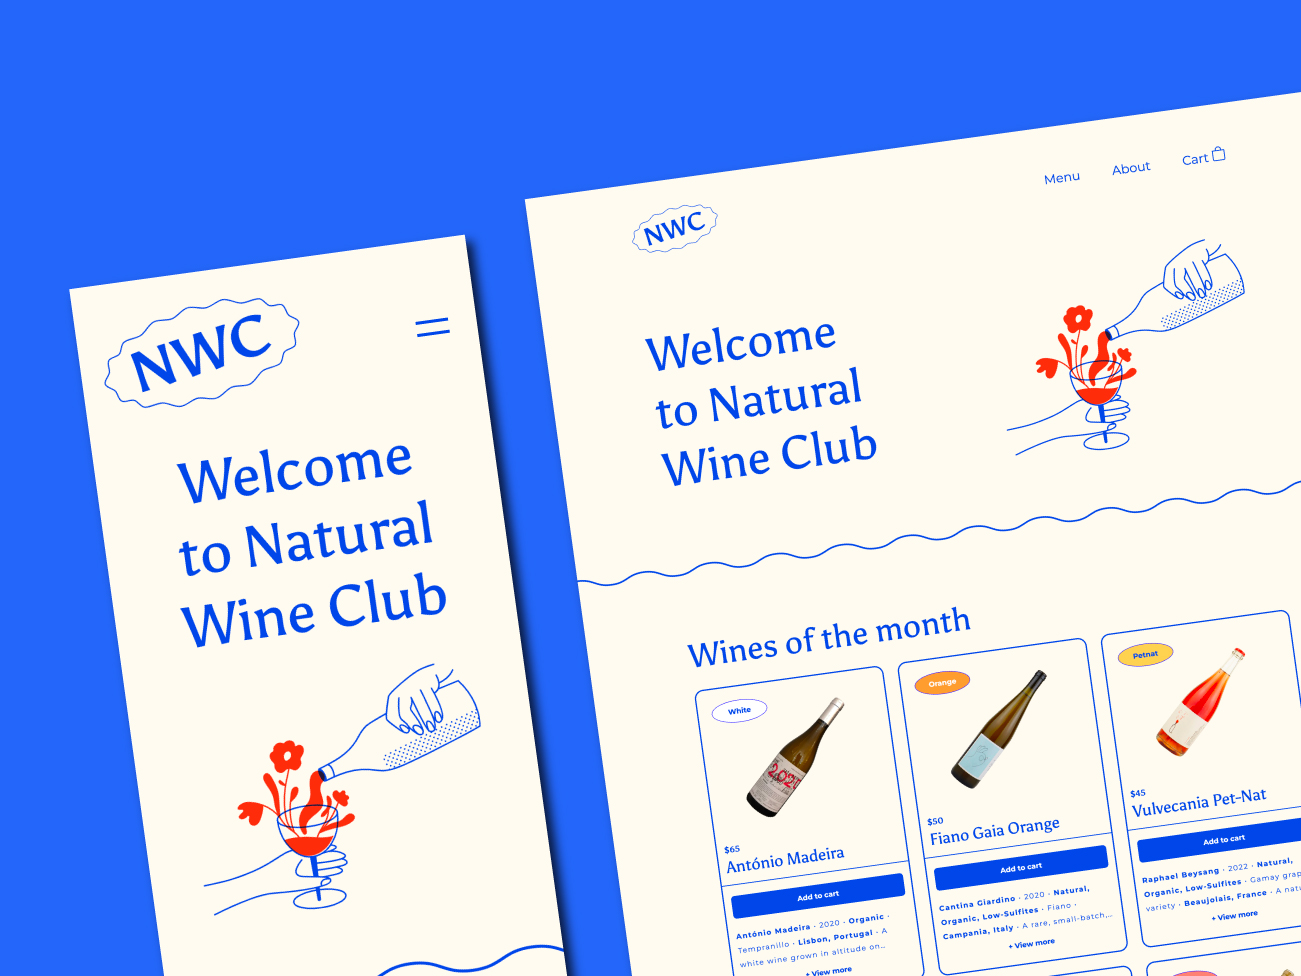 NWC
Welcome
to Natural
Wine Club
Menu
About
Cart
NWC
Welcome
to Natural
Wine Club
Wines of the month
White
2020
$65
António Madeira
Add to cart
António Madeira · 2020 · Organic ·
Tempranillo · Lisbon, Portugal · A
white wine grown in altitude on...
+ View more
Orange
$50
Fiano Gaia Orange
Add to cart
Cantina Giardino · 2020 · Natural,
Organic, Low-Sulfites · Fiano ·
Campania, Italy · A rare, small-batch,...
+ View more
Petnat
$45
Vulvecania Pet-Nat
Add to cart
Raphael Beysang · 2022 · Natural,
Organic, Low-Sulfites · Gamay grap
variety · Beaujolais, France · A natu
+ View more